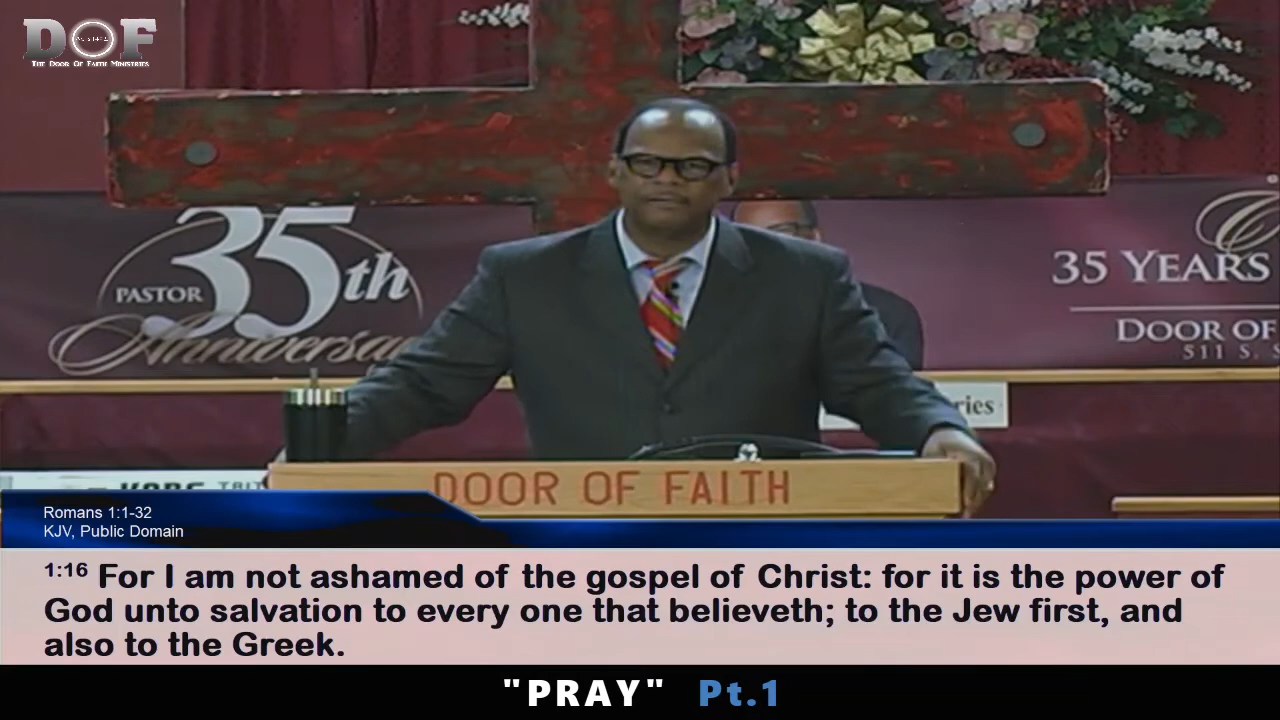 DOF
THE DOOR OF FAITH MINISTRIES
PASTOR 35th
Anniversa
35 YEARS
DOOR OF
511 S. S
ries
DOOR OF FAITH
Romans 1:1-32
KJV, Public Domain
1:16 For I am not ashamed of the gospel of Christ: for it is the power of
God unto salvation to every one that believeth; to the Jew first, and
also to the Greek.
"PRAY" Pt.1